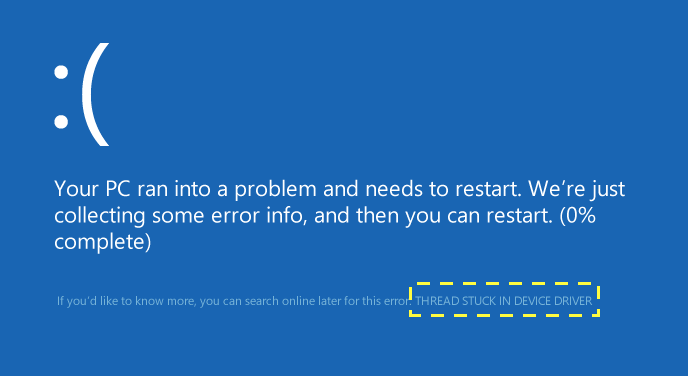 :(
Your PC ran into a problem and needs to restart. We’re just
collecting some error info, and then you can restart. (0%
complete)
If you’d like to know more, you can search online later for this error: THREAD STUCK IN DEVICE DRIVER